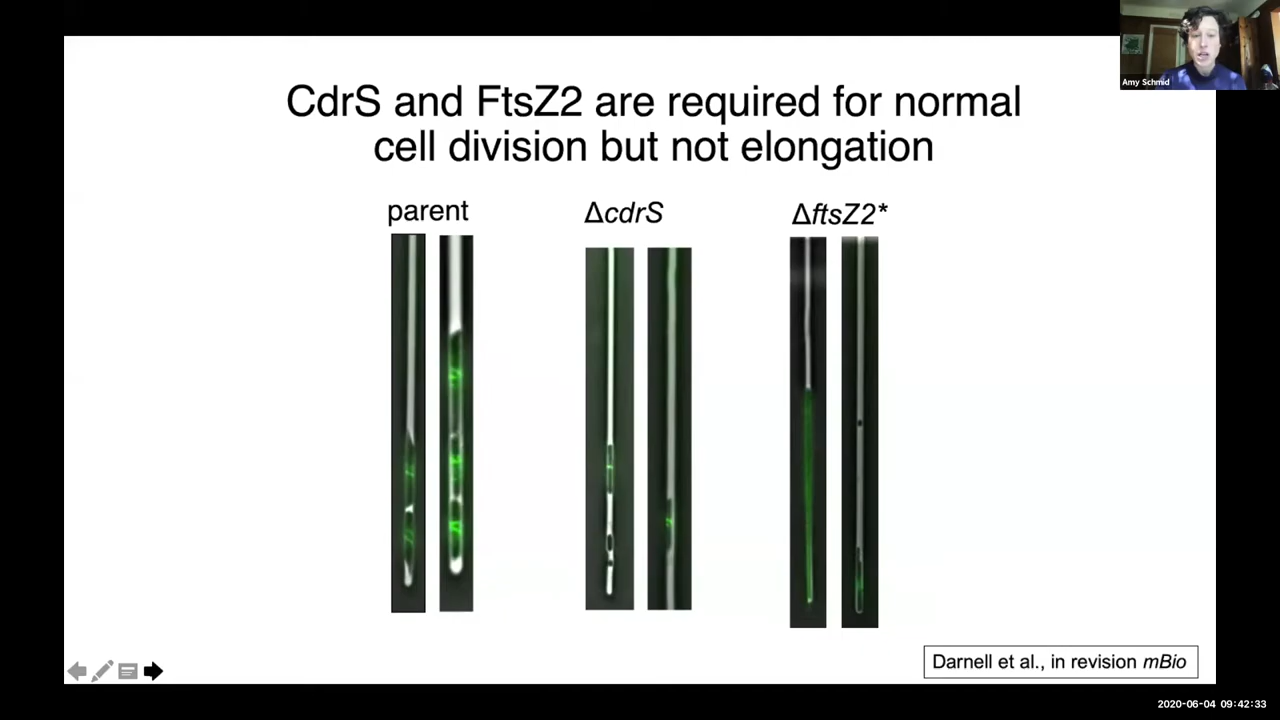 Amy Schmid
CdrS and FtsZ2 are required for normal
cell division but not elongation
parent
ΔcdrS
ΔftsZ2*
Darnell et al., in revision mBio
2020-06-04 09:42:33